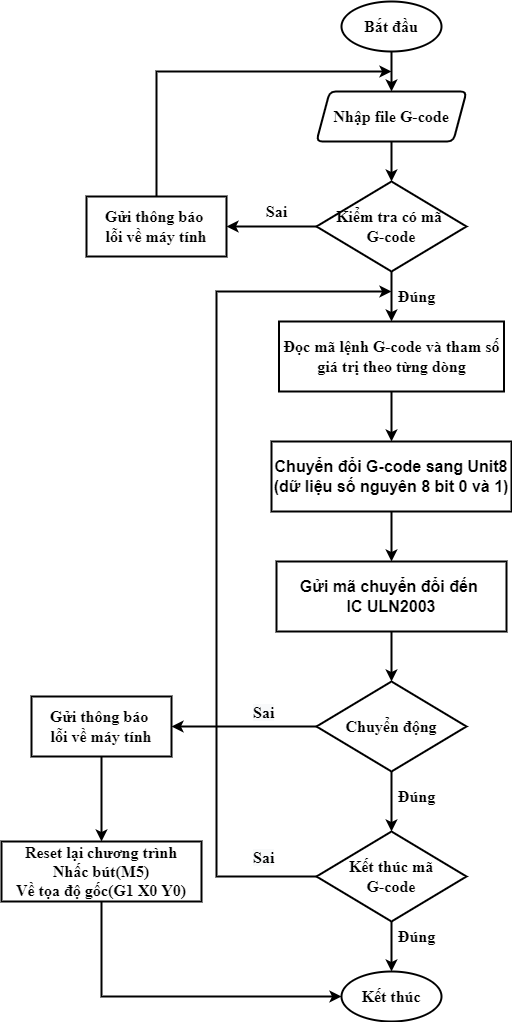 Bắt đầu
Nhập file G-code
Kiểm tra có mã
G-code
Sai
Gửi thông báo
lỗi về máy tính
Đúng
Đọc mã lệnh G-code và tham số
giá trị theo từng dòng
Chuyển đổi G-code sang Unit8
(dữ liệu số nguyên 8 bit 0 và 1)
Gửi mã chuyển đổi đến
IC ULN2003
Chuyển động
Sai
Gửi thông báo
lỗi về máy tính
Đúng
Reset lại chương trình
Nhấc bút(M5)
Về tọa độ gốc(G1 X0 Y0)
Sai
Kết thúc mã
G-code
Đúng
Kết thúc